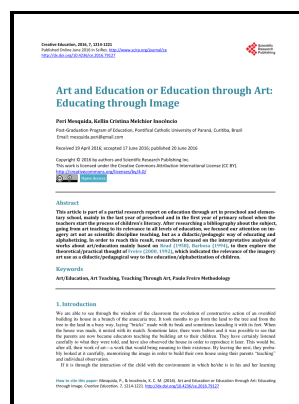 Creative Education, 2016, 7, 1214-1221
Published Online June 2016 in SciRes. http://www.scirp.org/journal/ce
http://dx.doi.org/10.4236/ce.2016.79127
Scientific
Research
Publishing
Art and Education or Education through Art:
Educating through Image
Peri Mesquida, Kellin Cristina Melchior Inocêncio
Post-Graduation Program of Education, Pontifical Catholic University of Paraná, Curitiba, Brazil
Email: mesquida.peri@gmail.com
Received 19 April 2016; accepted 17 June 2016; published 20 June 2016
Copyright © 2016 by authors and Scientific Research Publishing Inc.
This work is licensed under the Creative Commons Attribution International License (CC BY).
http://creativecommons.org/licenses/by/4.0/
Open Access
Abstract
This article is part of a partial research report on education through art in preschool and elemen-
tary school, mainly in the last year of preschool and in the first year of primary school when the
teachers start the process of children's literacy. After researching a bibliography about the subject,
going from art teaching to its relevance in all levels of education, we focused our attention on im-
agery art not as scientific discipline teaching, but as a didactic/pedagogic way of educating and
alphabetizing. In order to reach this result, researchers focused on the interpretative analysis of
works about art/education mainly based on Read (1958), Barbosa (1994), to then explore the
theoretical/practical thought of Freire (2000, 1971), which indicated the relevancy of the imagery
art use as a didactic/pedagogical way to the education/alphabetization of children.
Keywords
Art/Education, Art Teaching, Teaching Through Art, Paulo Freire Methodology
1. Introduction
We are able to see through the window of the classroom the evolution of constructive action of an ovenbird
building its house in a branch of the araucaria tree. It took months to go from the land to the tree and from the
tree to the land in a busy way, laying "bricks" made with its beak and sometimes kneading it with its feet. When
the house was made, it nested with its match. Sometime later, there were babies and it was possible to see that
the parents are now became educators teaching the building art to their children. They have certainly listened
carefully to what they were told, and have also observed the house in order to reproduce it later. This would be,
after all, their work of art—a work that would bring meaning to their existence. By leaving the nest, they proba-
bly looked at it carefully, memorizing the image in order to build their own house using their parents "teaching"
and individual observation.
If it is through the interaction of the child with the environment in which he/she is in his and her learning
How to cite this paper: Mesquida, P., & Inocêncio, K. C. M. (2016). Art and Education or Education through Art: Educating
through Image. Creative Education, 7, 1214-1221. http://dx.doi.org/10.4236/ce.2016.79127